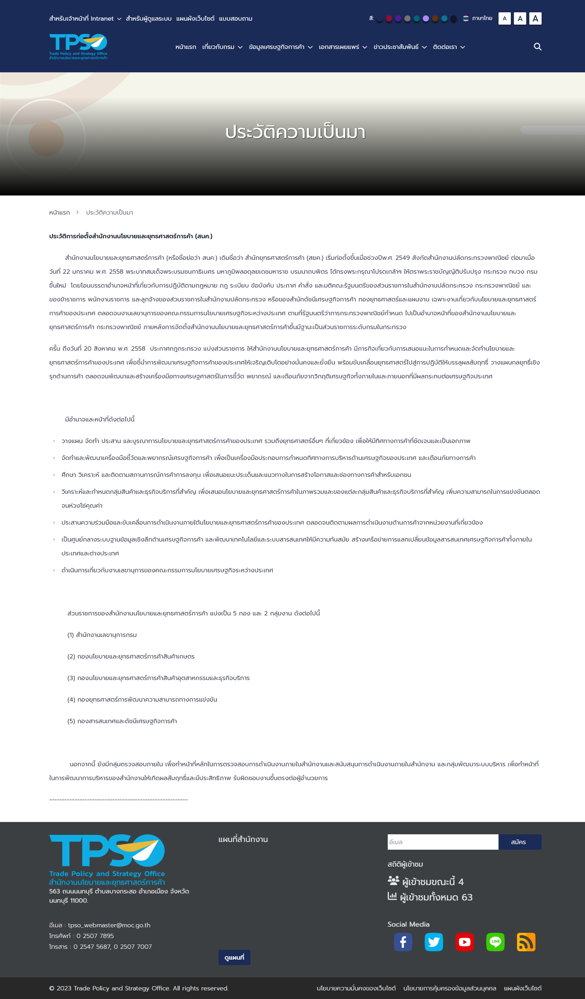 สำหรับเจ้าหน้าที่ Intranet สำหรับผู้ดูแลระบบ แผนผังเว็บไซต์ แบบสอบถาม สี: ภาษาไทย A A A
TPSO
Trade Policy and Strategy Office
สำนักงานนโยบายและยุทธศาสตร์การค้า
หน้าแรก เกี่ยวกับกรม ข้อมูลเศรษฐกิจการค้า เอกสารเผยแพร่ ข่าวประชาสัมพันธ์ ติดต่อเรา
ประวัติความเป็นมา
หน้าแรก > ประวัติความเป็นมา
ประวัติการก่อตั้งสำนักงานนโยบายและยุทธศาสตร์การค้า (สนค.)
สำนักงานนโยบายและยุทธศาสตร์การค้า (หรือชื่อย่อว่า สนค.) เดิมชื่อว่า สำนักยุทธศาสตร์การค้า (สยค.) เริ่มก่อตั้งขึ้นเมื่อช่วงปีพ.ศ. 2549 สังกัดสำนักงานปลัดกระทรวงพาณิชย์ ต่อมาเมื่อ
วันที่ 22 มกราคม พ.ศ. 2558 พระบาทสมเด็จพระบรมชนกาธิเบศร มหาภูมิพลอดุลยเดชมหาราช บรมนาถบพิตร ได้ทรงพระกรุณาโปรดเกล้าฯ ให้ตราพระราชบัญญัติปรับปรุง กระทรวง ทบวง กรม
ขึ้นใหม่ โดยโอนบรรดาอำนาจหน้าที่เกี่ยวกับการปฏิบัติตามกฎหมาย กฎ ระเบียบ ข้อบังคับ ประกาศ คำสั่ง และมติคณะรัฐมนตรีของส่วนราชการในสำนักงานปลัดกระทรวง กระทรวงพาณิชย์ และ
ของข้าราชการ พนักงานราชการ และลูกจ้างของส่วนราชการในสำนักงานปลัดกระทรวง หรือของสำนักดัชนีเศรษฐกิจการค้า กองยุทธศาสตร์และแผนงาน เฉพาะงานเกี่ยวกับนโยบายและยุทธศาสตร์
การค้าของประเทศ ตลอดจนงานเลขานุการของคณะกรรมการนโยบายเศรษฐกิจระหว่างประเทศ ตามที่รัฐมนตรีว่าการกระทรวงพาณิชย์กำหนด ไปเป็นอำนาจหน้าที่ของสำนักงานนโยบายและ
ยุทธศาสตร์การค้า กระทรวงพาณิชย์ ภายหลังการจัดตั้งสำนักงานนโยบายและยุทธศาสตร์การค้าขึ้นมีฐานะเป็นส่วนราชการระดับกรมในกระทรวง
ครั้น ถึงวันที่ 20 สิงหาคม พ.ศ. 2558 ประกาศกฎกระทรวง แบ่งส่วนราชการ ให้สำนักงานนโยบายและยุทธศาสตร์การค้า มีภารกิจเกี่ยวกับการเสนอแนะในการกำหนดและจัดทำนโยบายและ
ยุทธศาสตร์การค้าของประเทศ เพื่อชี้นำการพัฒนาเศรษฐกิจการค้าของประเทศให้เจริญเติบโตอย่างมั่นคงและยั่งยืน พร้อมขับเคลื่อนยุทธศาสตร์ไปสู่การปฏิบัติให้บรรลุผลสัมฤทธิ์ วางแผนกลยุทธิ์เชิง
รุกด้านการค้า ตลอดจนพัฒนาและสร้างเครื่องมือทางเศรษฐศาสตร์ในการชี้วัด พยากรณ์ และเตือนภัยจากวิกฤติเศรษฐกิจทั้งภายในและภายนอกที่มีผลกระทบต่อเศรษฐกิจประเทศ
มีอำนาจและหน้าที่ดังต่อไปนี้
วางแผน จัดทำ ประสาน และบูรณาการนโยบายและยุทธศาสตร์การค้าของประเทศ รวมถึงยุทธศาสตร์อื่นๆ ที่เกี่ยวข้อง เพื่อให้มีทิศทางการค้าที่ชัดเจนและเป็นเอกภาพ
จัดทำและพัฒนาเครื่องมือชี้วัดและพยากรณ์เศรษฐกิจการค้า เพื่อเป็นเครื่องมือประกอบการกำหนดทิศทางการบริหารด้านเศรษฐกิจของประเทศ และเตือนภัยทางการค้า
ศึกษา วิเคราะห์ และติดตามสถานการณ์การค้าการลงทุน เพื่อเสนอแนะประเด็นและแนวทางในการสร้างโอกาสและช่องทางการค้าสำหรับเอกชน
วิเคราะห์และกำหนดกลุ่มสินค้าและธุรกิจบริการที่สำคัญ เพื่อเสนอนโยบายและยุทธศาสตร์การค้าในภาพรวมและของแต่ละกลุ่มสินค้าและธุรกิจบริการที่สำคัญ เพิ่มความสามารถในการแข่งขันตลอด
จนห่วงโซ่คุณค่า
ประสานความร่วมมือและขับเคลื่อนการดำเนินงานภายใต้นโยบายและยุทธศาสตร์การค้าของประเทศ ตลอดจนติดตามผลการดำเนินงานด้านการค้าจากหน่วยงานที่เกี่ยวข้อง
เป็นศูนย์กลางระบบฐานข้อมูลเชิงลึกด้านเศรษฐกิจการค้า และพัฒนาเทคโนโลยีและระบบสารสนเทศให้มีความทันสมัย สร้างเครือข่ายการแลกเปลี่ยนข้อมูลสารสนเทศเศรษฐกิจการค้าทั้งภายใน
ประเทศและต่างประเทศ
ดำเนินการเกี่ยวกับงานเลขานุการของคณะกรรมการนโยบายเศรษฐกิจระหว่างประเทศ
ส่วนราชการของสำนักงานนโยบายและยุทธศาสตร์การค้า แบ่งเป็น 5 กอง และ 2 กลุ่มงาน ดังต่อไปนี้
(1) สำนักงานเลขานุการกรม
(2) กองนโยบายและยุทธศาสตร์การค้าสินค้าเกษตร
(3) กองนโยบายและยุทธศาสตร์การค้าสินค้าอุตสาหกรรมและธุรกิจบริการ
(4) กองยุทธศาสตร์การพัฒนาความสามารถทางการแข่งขัน
(5) กองสารสนเทศและดัชนีเศรษฐกิจการค้า
นอกจากนี้ ยังมีกลุ่มตรวจสอบภายใน เพื่อทำหน้าที่หลักในการตรวจสอบการดำเนินงานภายในสำนักงานและสนับสนุนการดำเนินงานภายในสำนักงาน และกลุ่มพัฒนาระบบบริหาร เพื่อทำหน้าที่
ในการพัฒนาการบริหารของสำนักงานให้เกิดผลสัมฤทธิ์และมีประสิทธิภาพ รับผิดชอบงานขึ้นตรงต่อผู้อำนวยการ
-------------------------------------------------------
TPSO
Trade Policy and Strategy Office
สำนักงานนโยบายและยุทธศาสตร์การค้า
563 ถนนนนทบุรี ตำบลบางกระสอ อำเภอเมือง จังหวัด
นนทบุรี 11000.
อีเมล : tpso_webmaster@moc.go.th
โทรศัพท์ : 0 2507 7895
โทรสาร : 0 2547 5687, 0 2507 7007
แผนที่สำนักงาน
ดูแผนที่
อีเมล สมัคร
สถิติผู้เข้าชม
ผู้เข้าชมขณะนี้ 4
ผู้เข้าชมทั้งหมด 63
Social Media
LINE
© 2023 Trade Policy and Strategy Office. All rights reserved. นโยบายความมั่นคงของเว็บไซต์ นโยบายการคุ้มครองข้อมูลส่วนบุคคล แผนผังเว็บไซต์